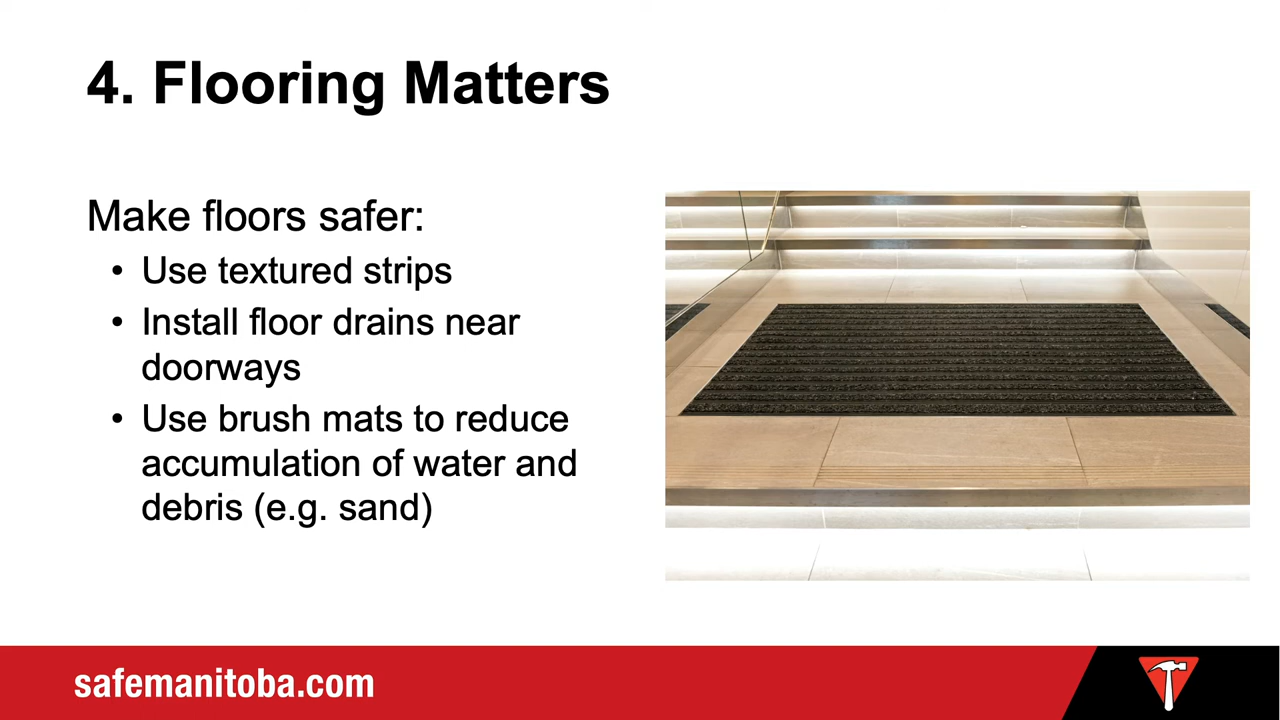 4. Flooring Matters
Make floors safer:
• Use textured strips
• Install floor drains near
doorways
• Use brush mats to reduce
accumulation of water and
debris (e.g. sand)
safemanitoba.com